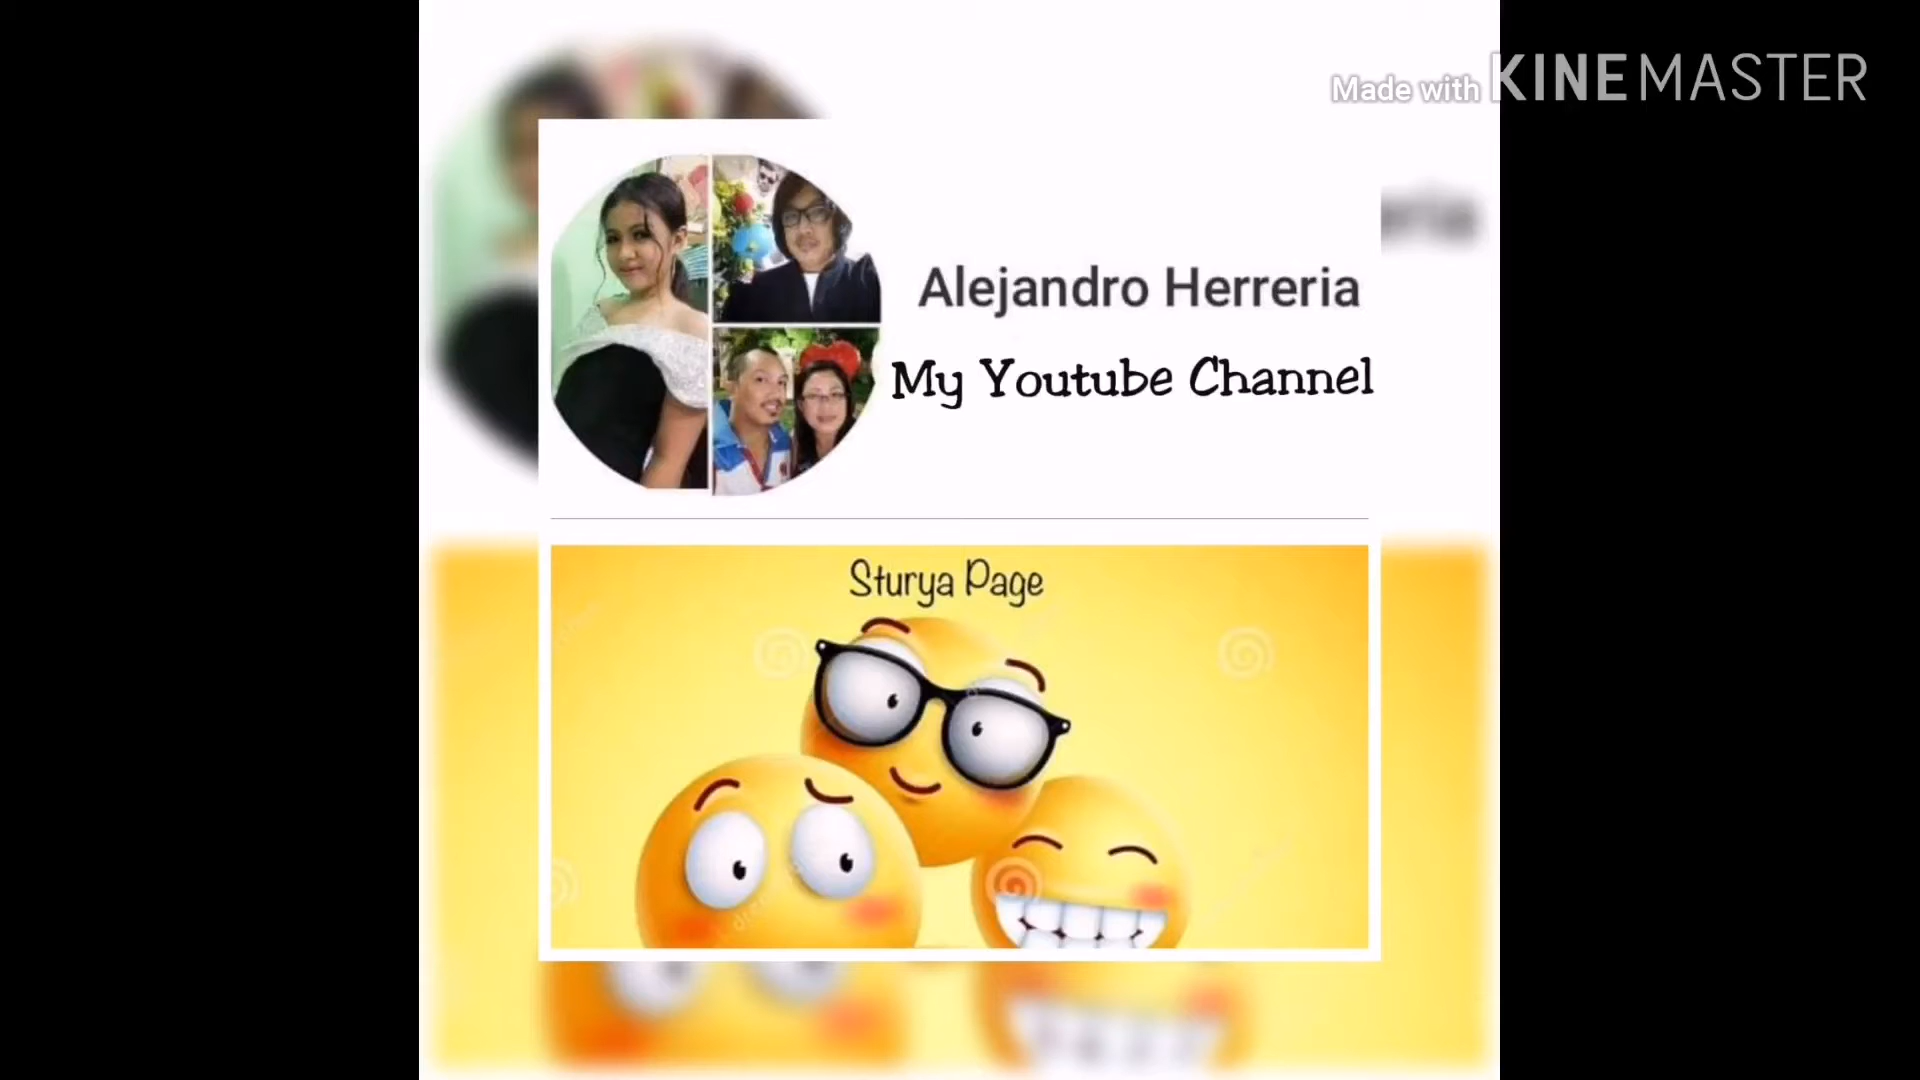 Made with KINEMASTER
Alejandro Herreria
My Youtube Channel
Sturya Page